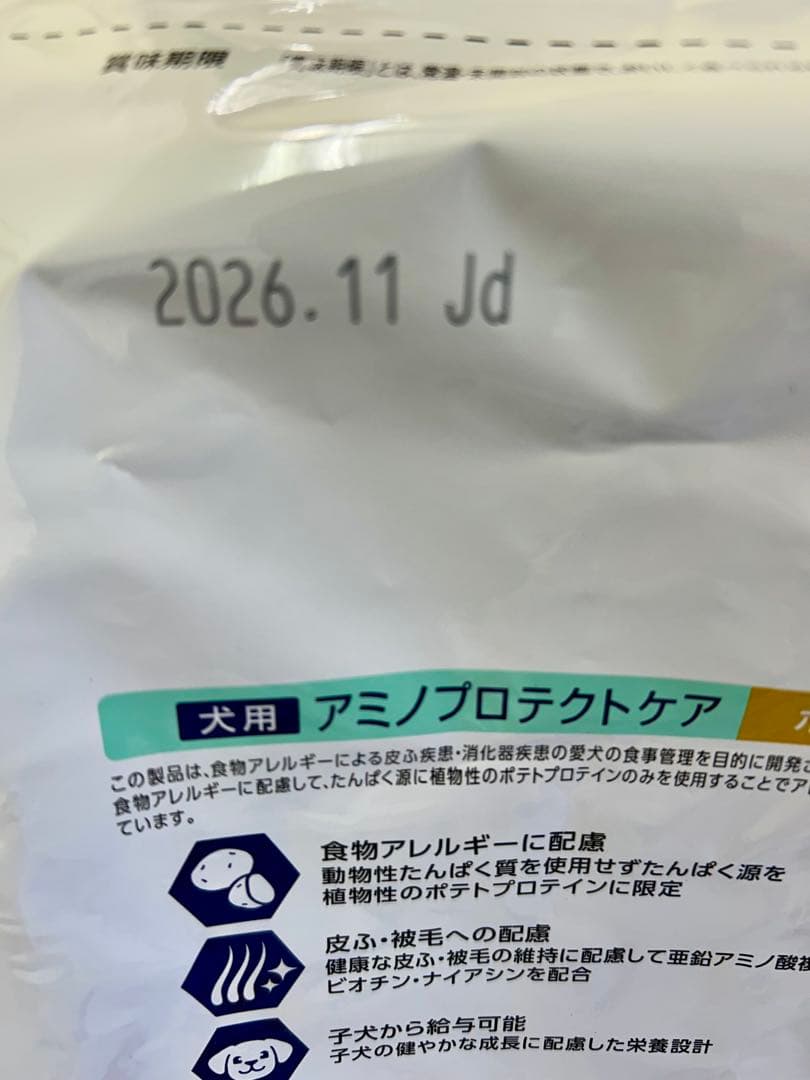 賞味期限 「賞味期限」とは、
2026.11 Jd
犬用 アミノプロテクトケア
この製品は、食物アレルギーによる皮ふ疾患・消化器疾患の愛犬の食事管理を目的に開発
食物アレルギーに配慮して、たんぱく源に植物性のポテトプロテインのみを使用することでア
ています。
食物アレルギーに配慮
動物性たんぱく質を使用せずたんぱく源を
植物性のポテトプロテインに限定
皮ふ・被毛への配慮
健康な皮ふ・被毛の維持に配慮して亜鉛アミノ酸複
ビオチン・ナイアシンを配合
子犬から給与可能
子犬の健やかな成長に配慮した栄養設計